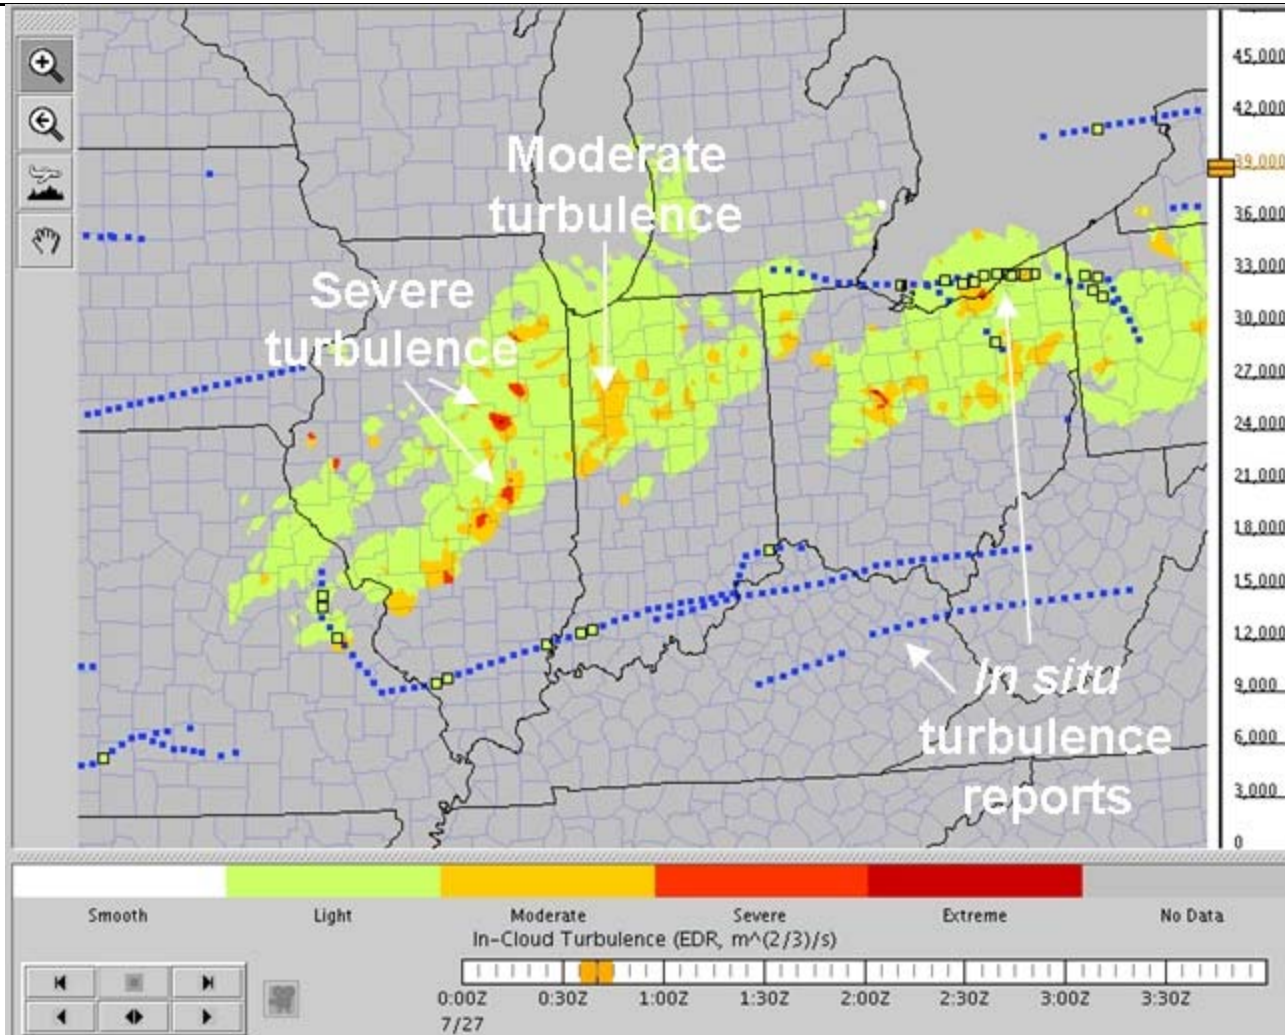 Moderate
turbulence
Severe
turbulence
In situ
turbulence
reports
45,000
42,000
39,000
36,000
33,000
30,000
27,000
24,000
21,000
18,000
15,000
12,000
9,000
6,000
3,000
0
Smooth Light Moderate Severe Extreme No Data
In-Cloud Turbulence (EDR, m^(2/3)/s)
0:00Z 0:30Z 1:00Z 1:30Z 2:00Z 2:30Z 3:00Z 3:30Z
7/27